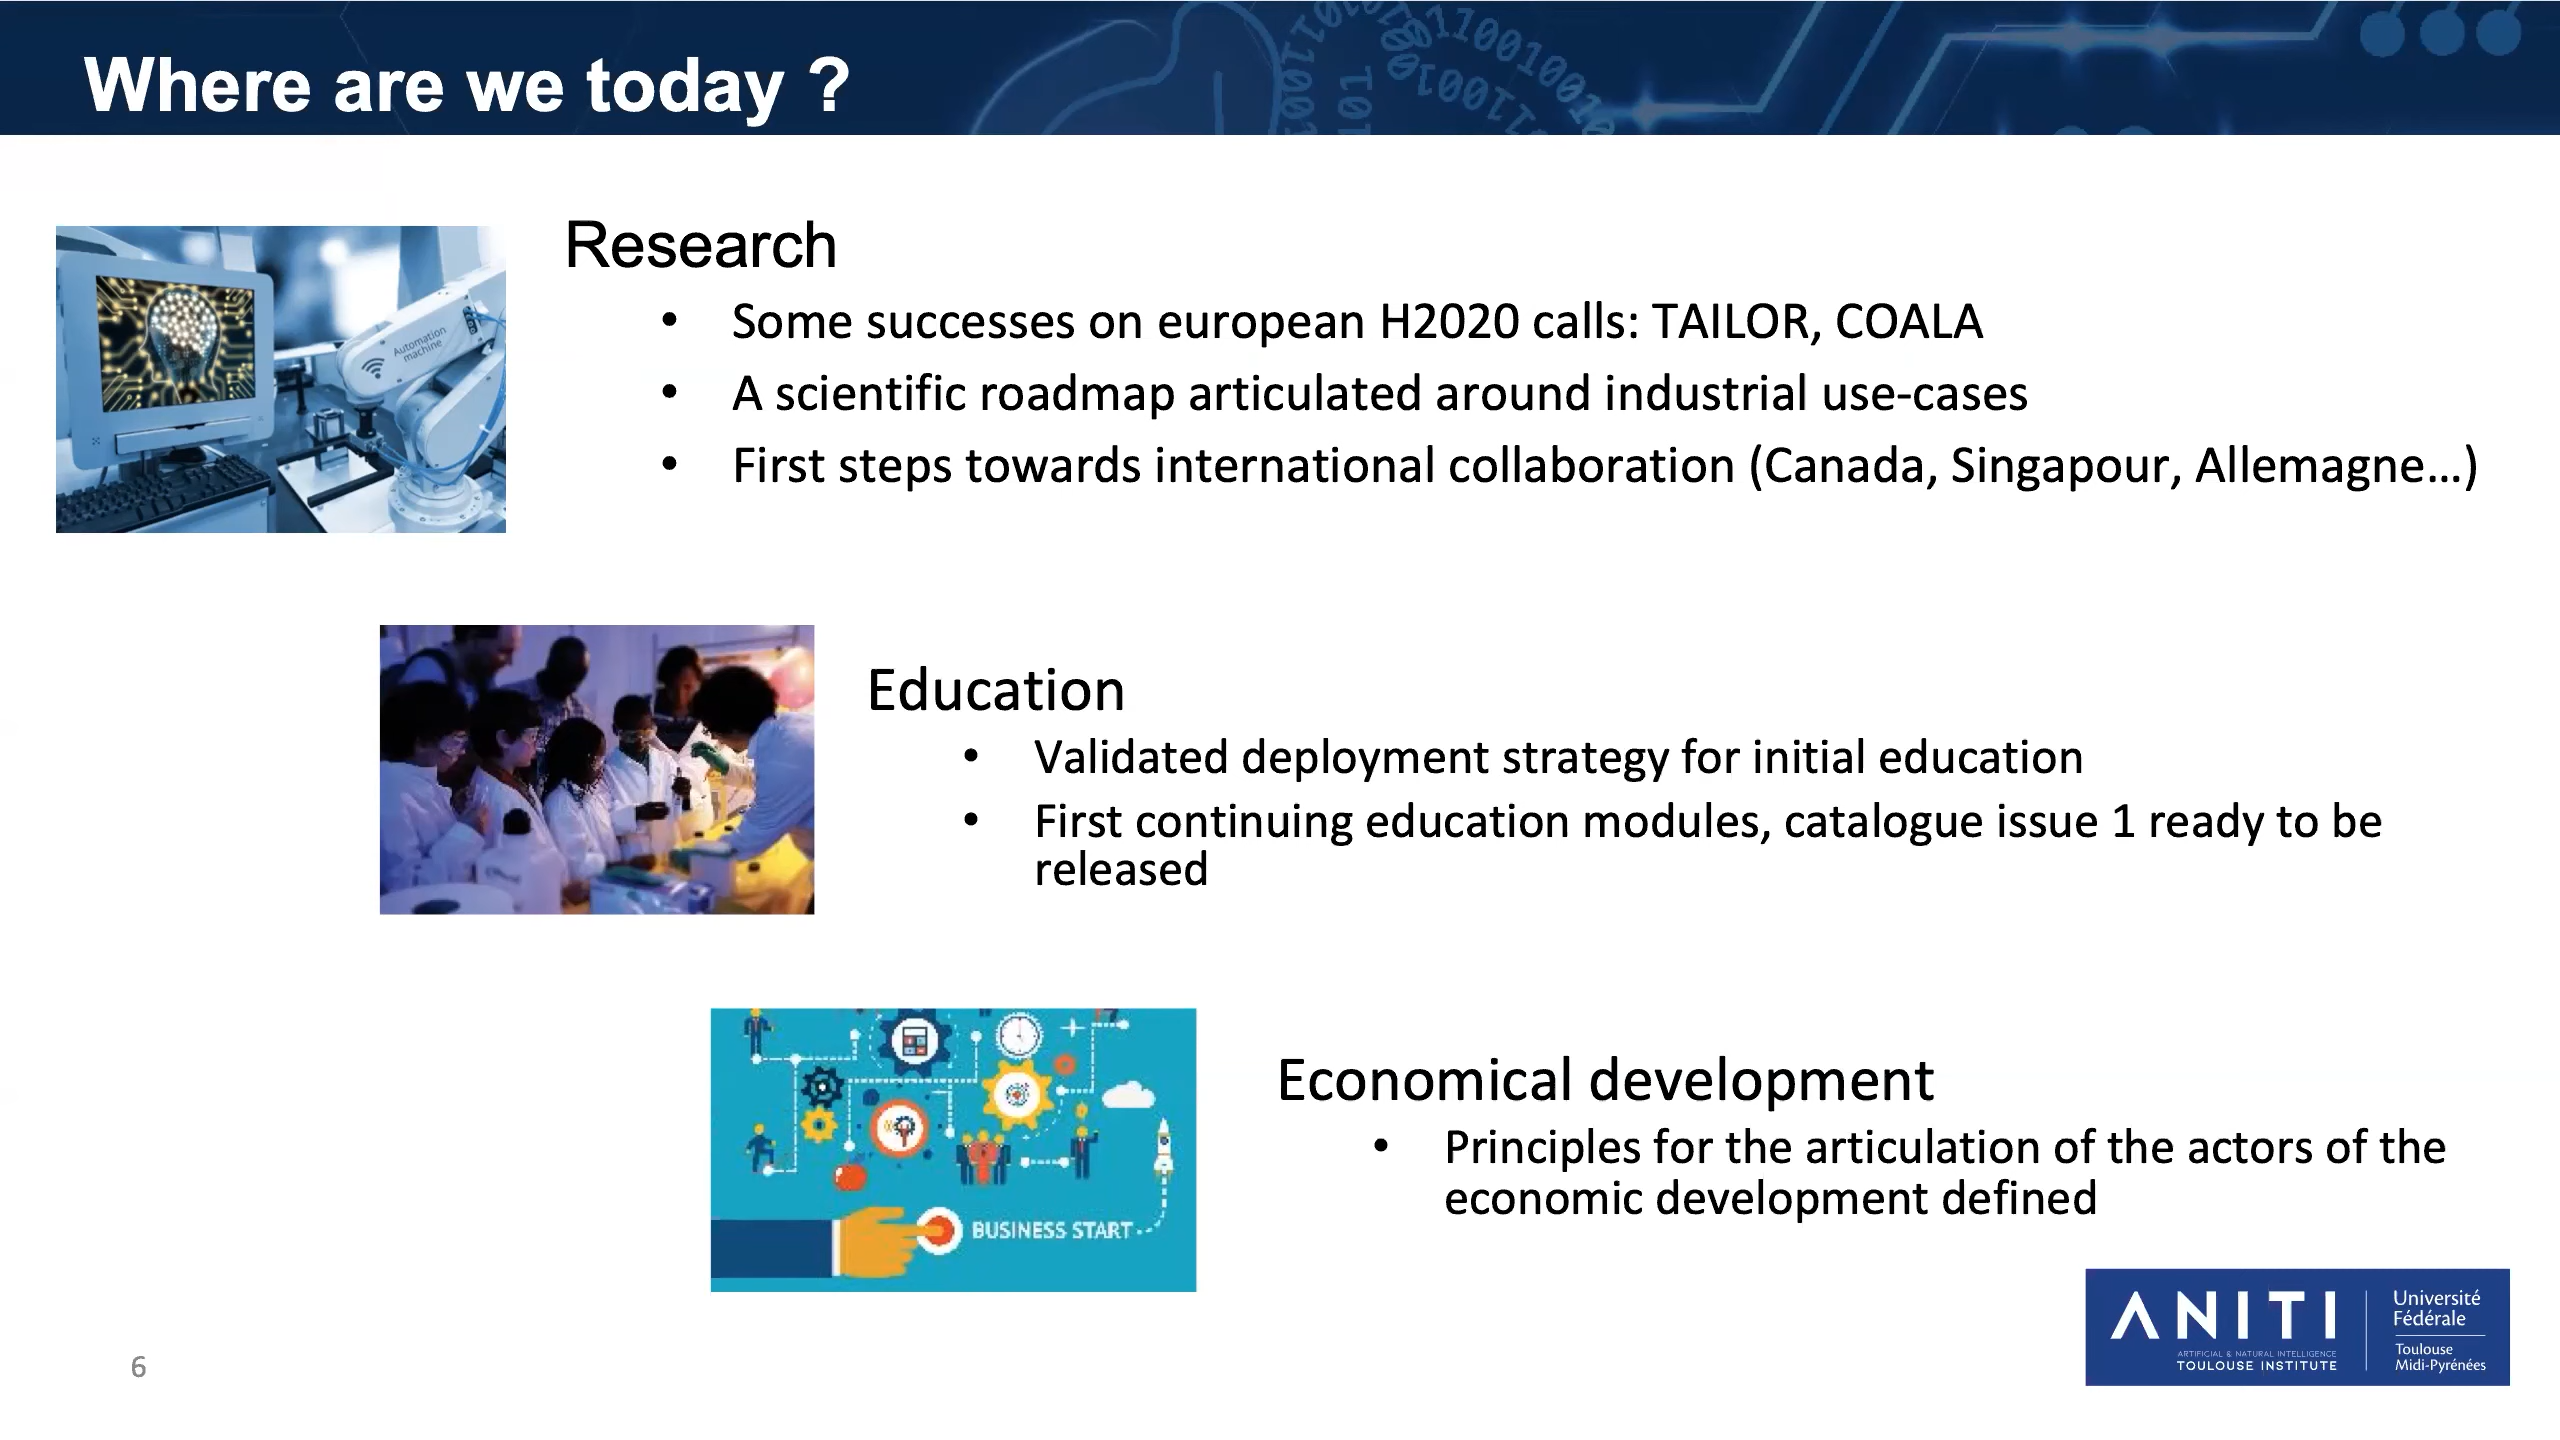 Where are we today ?
Research
• Some successes on european H2020 calls: TAILOR, COALA
• A scientific roadmap articulated around industrial use-cases
• First steps towards international collaboration (Canada, Singapour, Allemagne...)
Automation
machine
Education
• Validated deployment strategy for initial education
• First continuing education modules, catalogue issue 1 ready to be
released
Economical development
• Principles for the articulation of the actors of the
economic development defined
BUSINESS START
ANITI
ARTIFICIAL & NATURAL INTELLIGENCE
TOULOUSE INSTITUTE
Université
Fédérale
Toulouse
Midi-Pyrénées
6